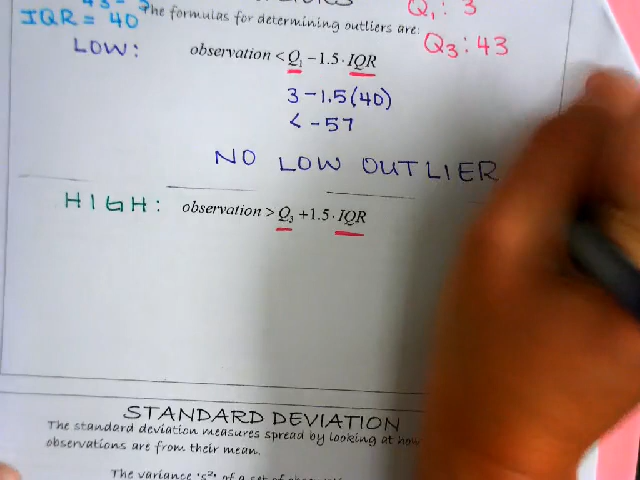 43-
Q1: 3
IQR = 40
The formulas for determining outliers are:
Q3: 43
LOW: observation < Q1 – 1.5 · IQR
3 - 1.5(40)
< -57
NO LOW OUTLIER
HIGH: observation > Q3 + 1.5 · IQR
STANDARD DEVIATION
The standard deviation measures spread by looking at how
observations are from their mean.
The variance 's²' of a set of